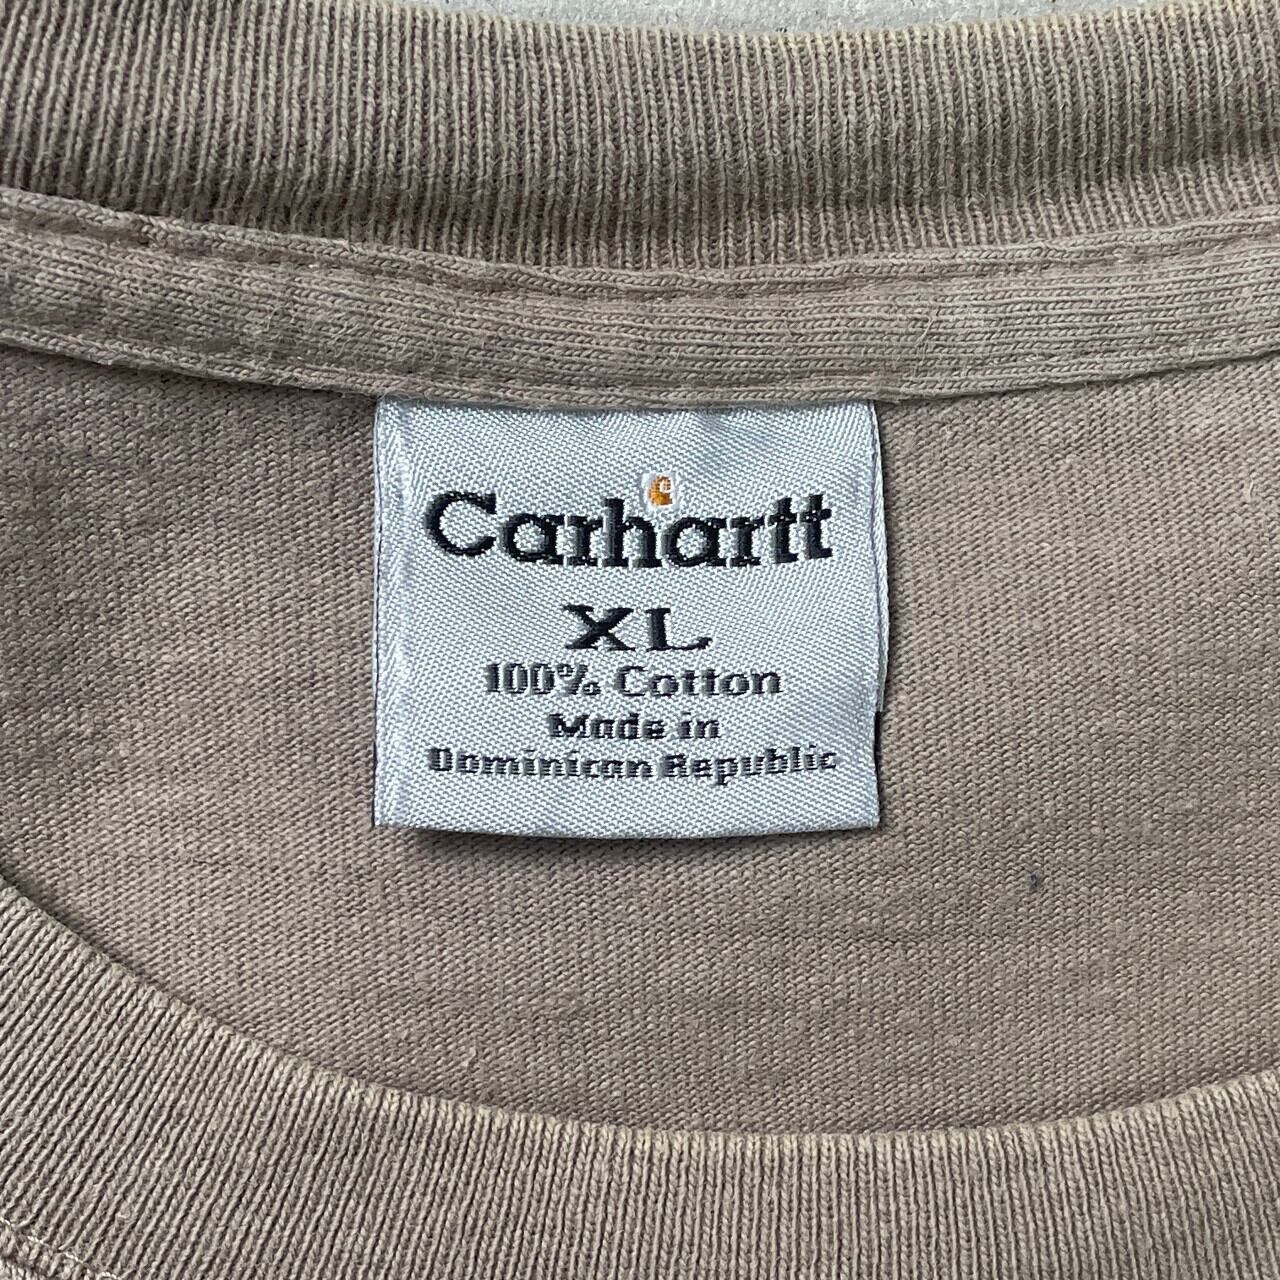 Carhartt
XL
100% Cotton
Made in
Dominican Republic